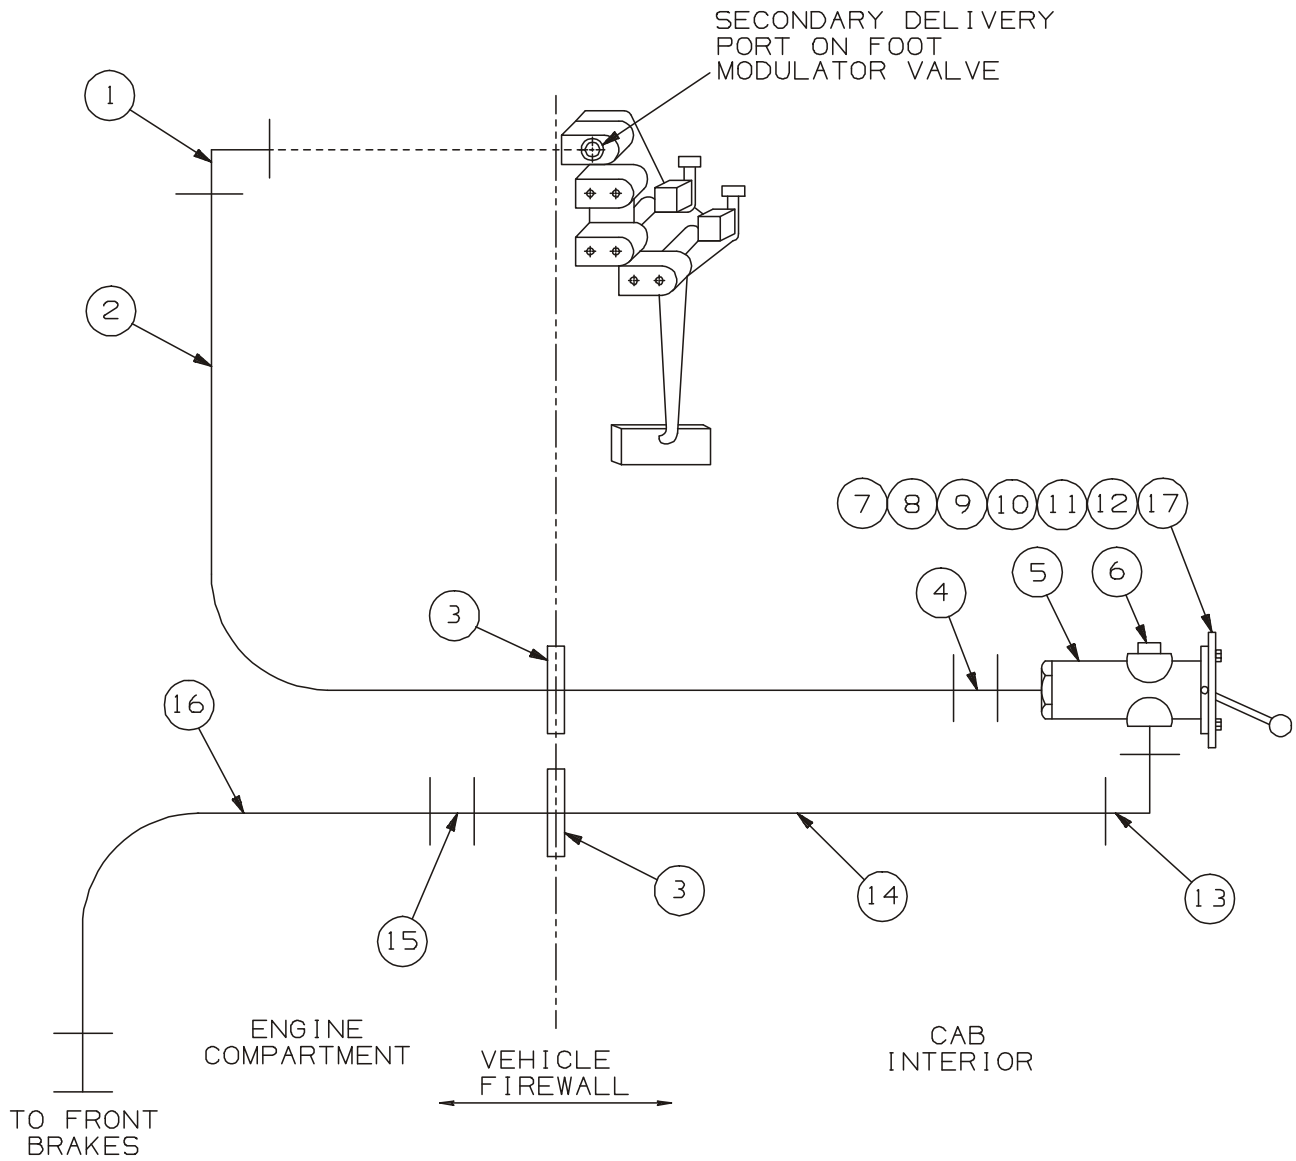 SECONDARY DELIVERY
PORT ON FOOT
MODULATOR VALVE
1
2
7 8 9 10 11 12 17
4 5 6
3
16
3
14
13
15
ENGINE
COMPARTMENT
VEHICLE
FIREWALL
CAB
INTERIOR
TO FRONT
BRAKES